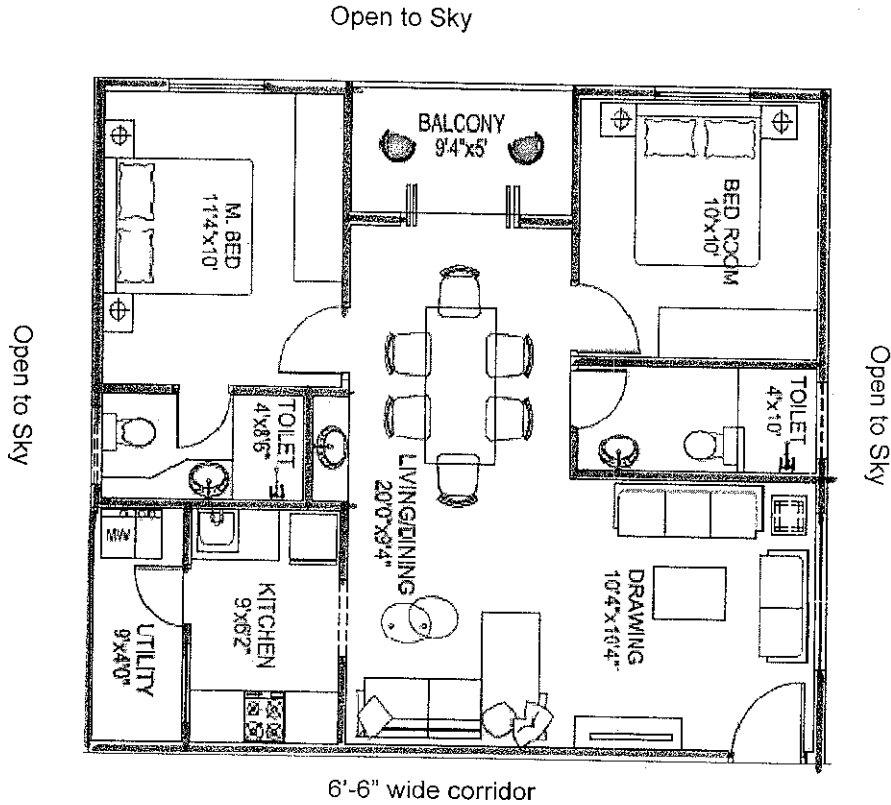 Open to Sky
BALCONY
9'4"x5'
M. BED
11'4"x10'
BED ROOM
10'x10'
Open to Sky
Open to Sky
TOILET
4'x8'6"
TOILET
4'x10'
LIVING/DINING
20'0"x9'4"
DRAWING
10'4"x10'4"
MW
KITCHEN
9'x6'2"
UTILITY
9'x4'0"
6'-6" wide corridor